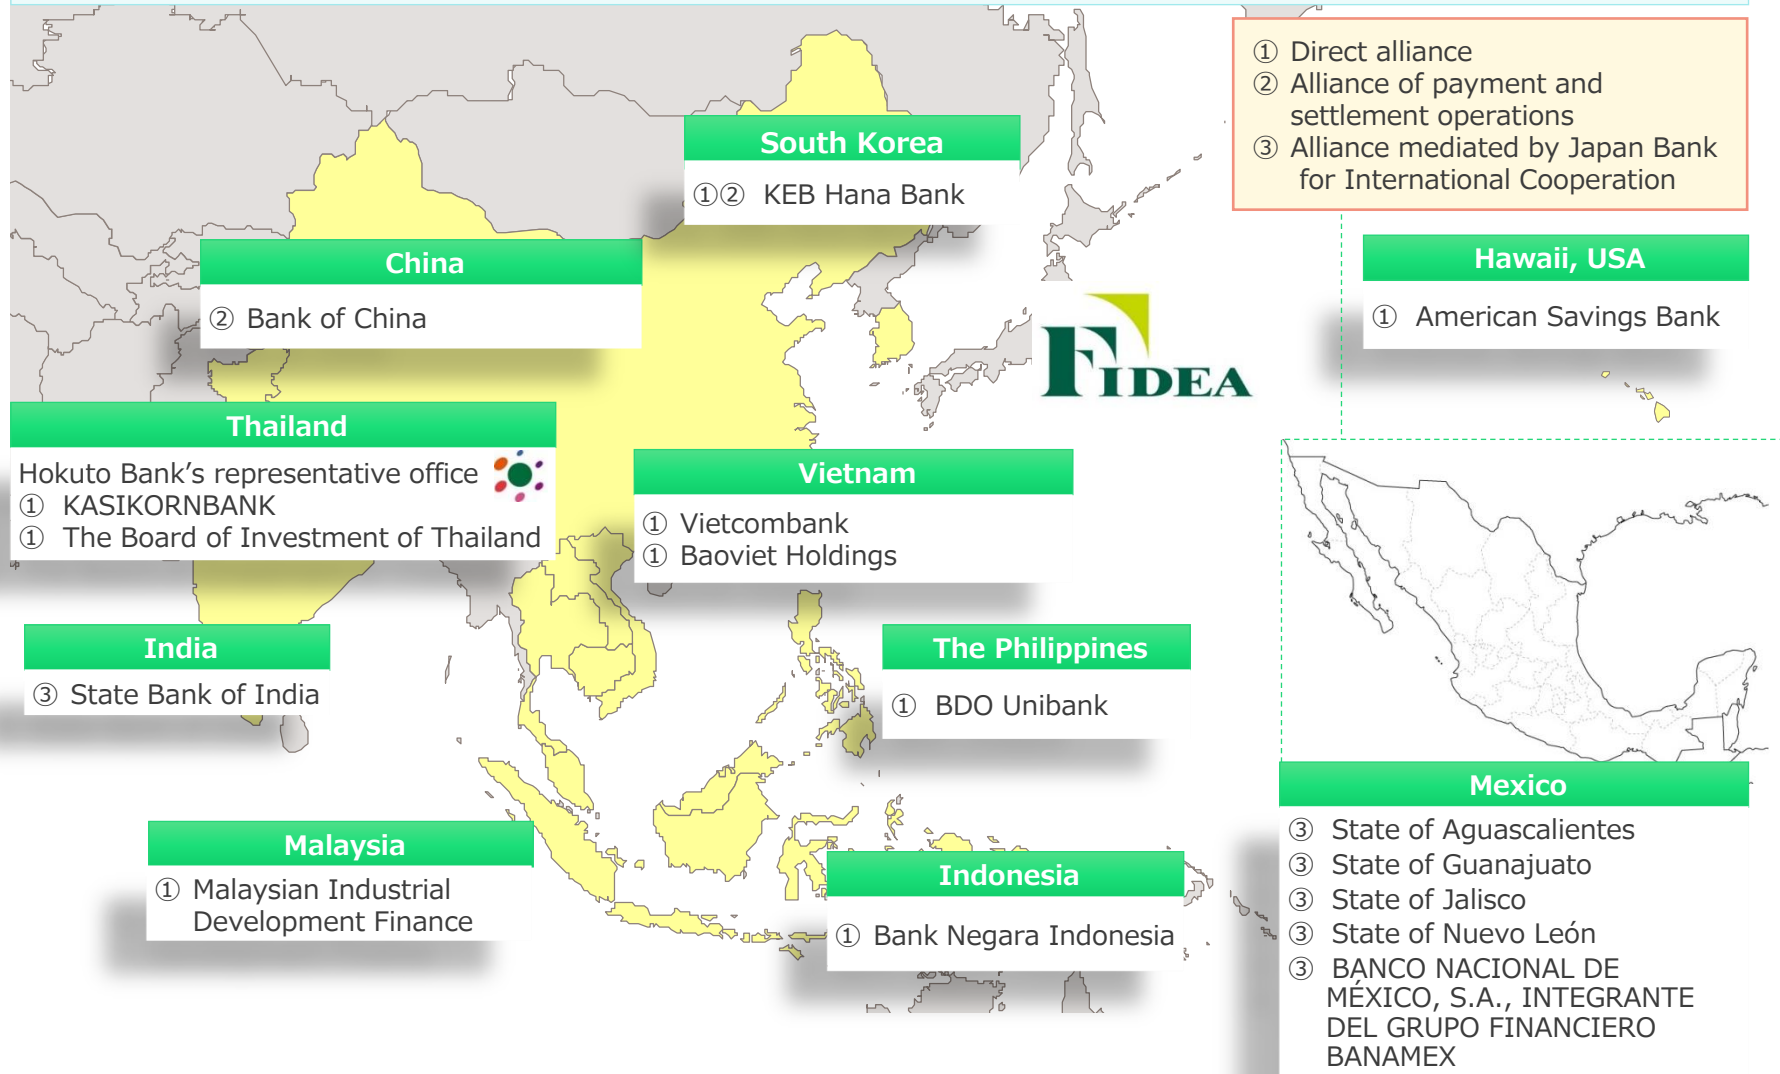 ① Direct alliance
② Alliance of payment and
settlement operations
③ Alliance mediated by Japan Bank
for International Cooperation
South Korea
①② KEB Hana Bank
China
② Bank of China
Hawaii, USA
① American Savings Bank
FIDEA
Thailand
Hokuto Bank’s representative office
① KASIKORNBANK
① The Board of Investment of Thailand
Vietnam
① Vietcombank
① Baoviet Holdings
India
③ State Bank of India
The Philippines
① BDO Unibank
Malaysia
① Malaysian Industrial
Development Finance
Indonesia
① Bank Negara Indonesia
Mexico
③ State of Aguascalientes
③ State of Guanajuato
③ State of Jalisco
③ State of Nuevo León
③ BANCO NACIONAL DE
MÉXICO, S.A., INTEGRANTE
DEL GRUPO FINANCIERO
BANAMEX